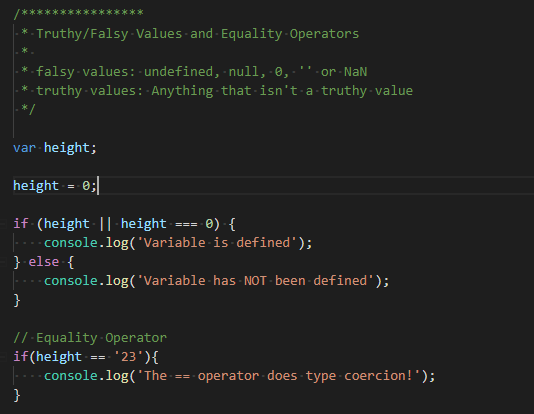 /****************
 * Truthy/Falsy Values and Equality Operators
 *
 * falsy values: undefined, null, 0, '' or NaN
 * truthy values: Anything that isn't a truthy value
 */
var height;
height = 0;
if (height || height === 0) {
    console.log('Variable is defined');
} else {
    console.log('Variable has NOT been defined');
}
// Equality Operator
if(height == '23'){
    console.log('The == operator does type coercion!');
}